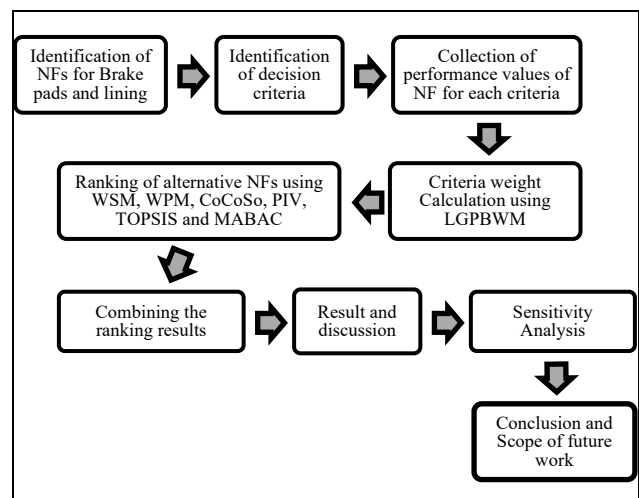 Identification of
NFs for Brake
pads and lining
Identification
of decision
criteria
Collection of
performance values of
NF for each criteria
Criteria weight
Calculation using
LGPBWM
Ranking of alternative NFs using
WSM, WPM, CoCoSo, PIV,
TOPSIS and MABAC
Combining the
ranking results
Result and
discussion
Sensitivity
Analysis
Conclusion and
Scope of future
work